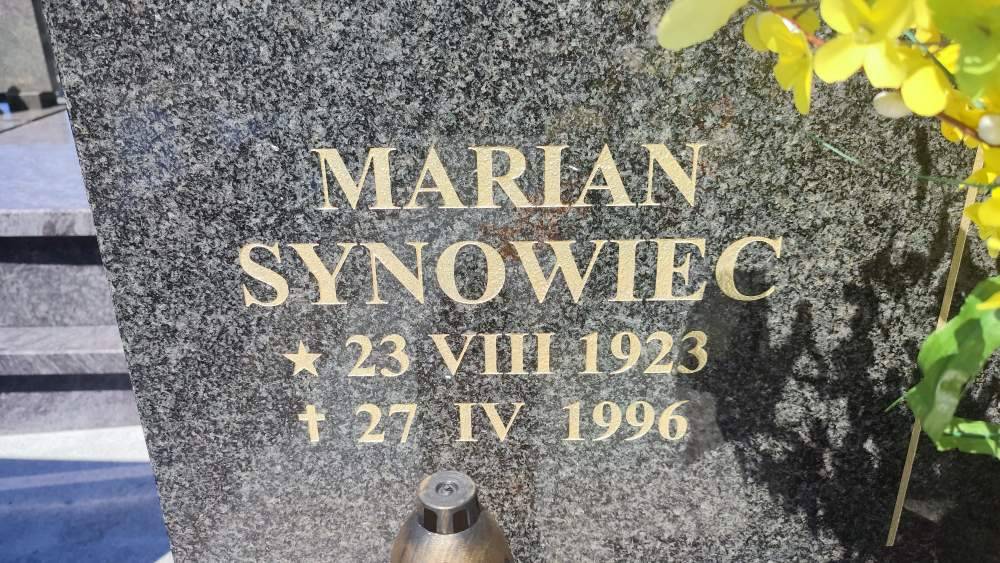 MARIAN
SYNOWIEC
★ 23 VIII 1923
✝ 27 IV 1996